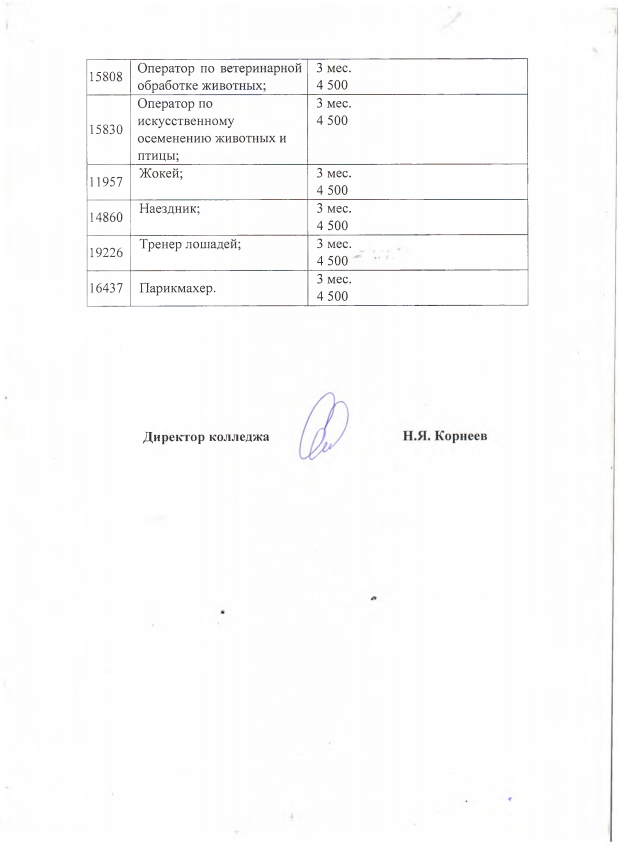 15808
Оператор по ветеринарной
обработке животных;
3 мес.
4 500
15830
Оператор по
искусственному
осеменению животных и
птицы;
3 мес.
4 500
11957
Жокей;
3 мес.
4 500
14860
Наездник;
3 мес.
4 500
19226
Тренер лошадей;
3 мес.
4 500
16437
Парикмахер.
3 мес.
4 500
Директор колледжа
Н.Я. Корнеев